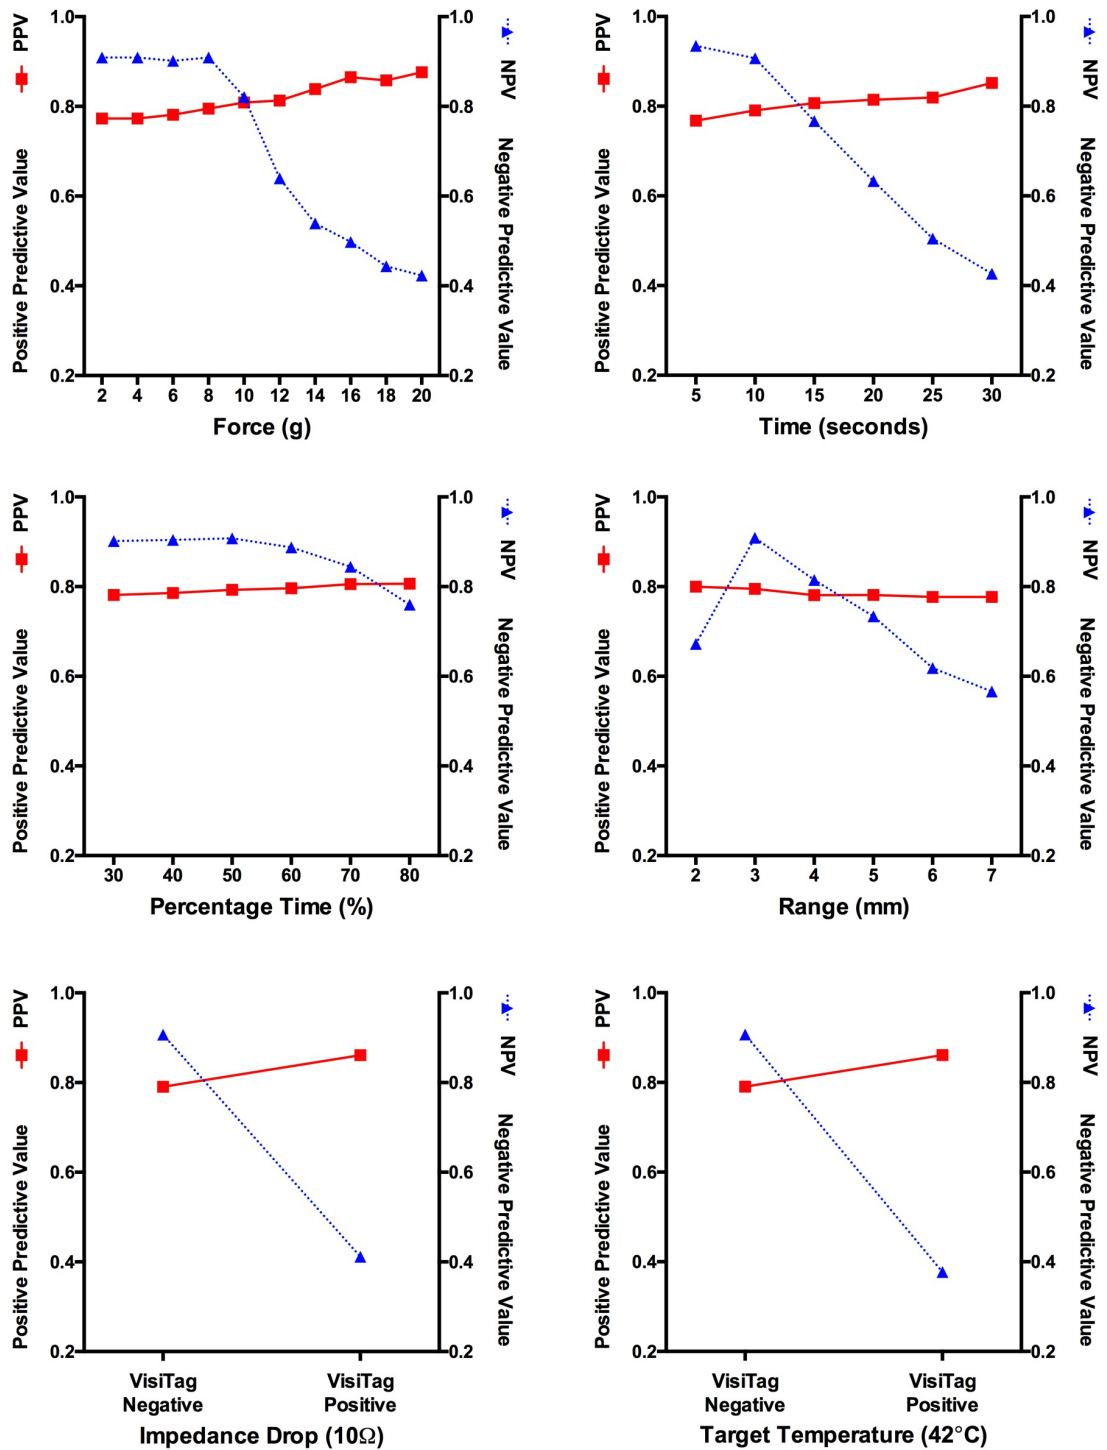 PPV
Positive Predictive Value
1.0
0.8
0.6
0.4
0.2
1.0
0.8
0.6
0.4
0.2
NPV
Negative Predictive Value
2 4 6 8 10 12 14 16 18 20
Force (g)
PPV
Positive Predictive Value
1.0
0.8
0.6
0.4
0.2
1.0
0.8
0.6
0.4
0.2
NPV
Negative Predictive Value
5 10 15 20 25 30
Time (seconds)
PPV
Positive Predictive Value
1.0
0.8
0.6
0.4
0.2
1.0
0.8
0.6
0.4
0.2
NPV
Negative Predictive Value
30 40 50 60 70 80
Percentage Time (%)
PPV
Positive Predictive Value
1.0
0.8
0.6
0.4
0.2
1.0
0.8
0.6
0.4
0.2
NPV
Negative Predictive Value
2 3 4 5 6 7
Range (mm)
PPV
Positive Predictive Value
1.0
0.8
0.6
0.4
0.2
1.0
0.8
0.6
0.4
0.2
NPV
Negative Predictive Value
VisiTag
Negative
VisiTag
Positive
Impedance Drop (10Ω)
PPV
Positive Predictive Value
1.0
0.8
0.6
0.4
0.2
1.0
0.8
0.6
0.4
0.2
NPV
Negative Predictive Value
VisiTag
Negative
VisiTag
Positive
Target Temperature (42°C)